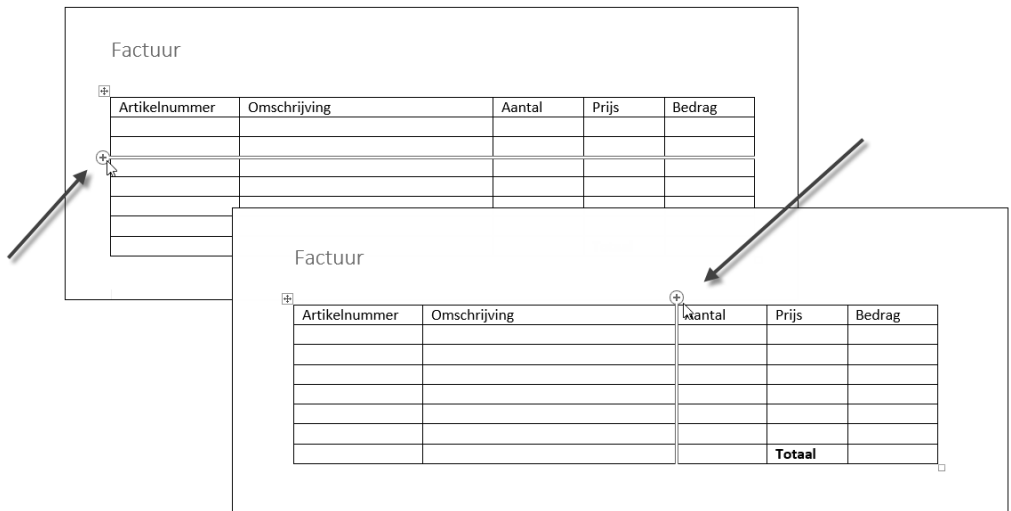 Factuur
Artikelnummer Omschrijving Aantal Prijs Bedrag
Factuur
Artikelnummer Omschrijving Aantal Prijs Bedrag
Totaal